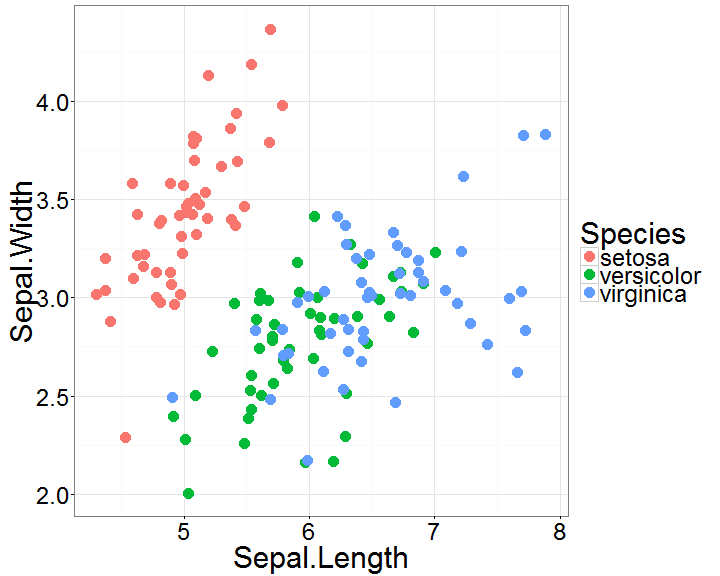 4.0
3.5
3.0
2.5
2.0
Sepal.Width
5 6 7 8
Sepal.Length
Species
setosa
versicolor
virginica